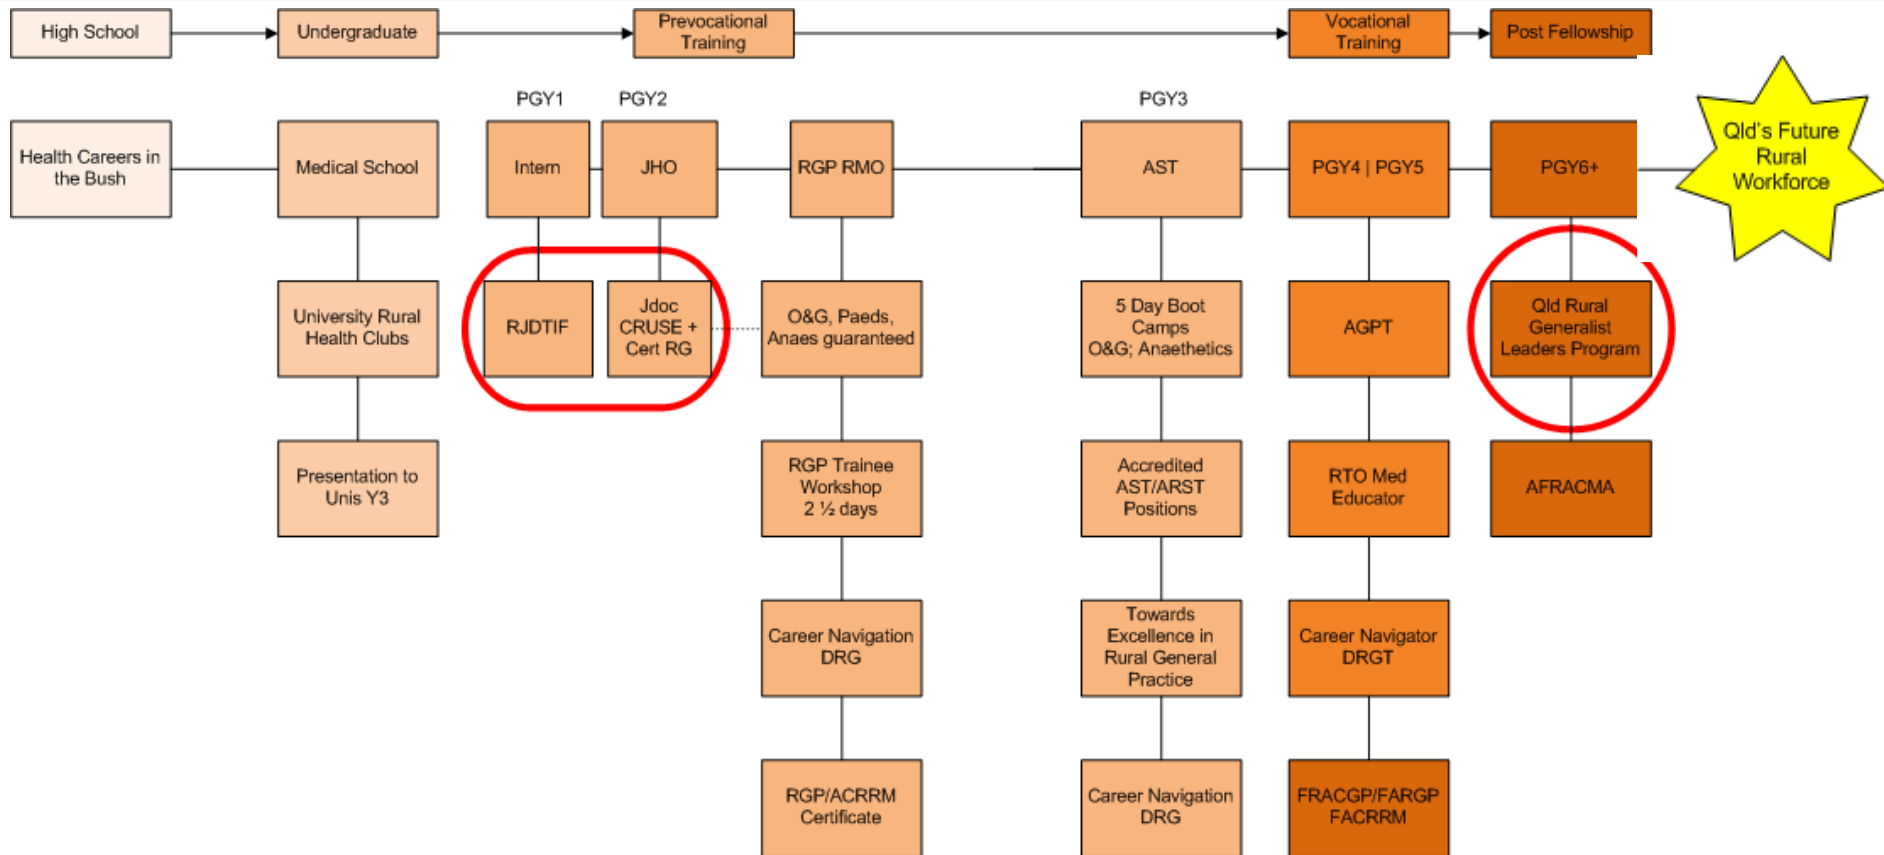 High School
Undergraduate
Prevocational
Training
Vocational
Training
Post Fellowship
PGY1
PGY2
PGY3
Health Careers in
the Bush
Medical School
Intern
JHO
RGP RMO
AST
PGY4 | PGY5
PGY6+
Qld's Future
Rural
Workforce
University Rural
Health Clubs
RJDTIF
Jdoc
CRUSE +
Cert RG
O&G, Paeds,
Anaes guaranteed
5 Day Boot
Camps
O&G; Anaethetics
AGPT
Qld Rural
Generalist
Leaders Program
Presentation to
Unis Y3
RGP Trainee
Workshop
2 ½ days
Accredited
AST/ARST
Positions
RTO Med
Educator
AFRACMA
Career Navigation
DRG
Towards
Excellence in
Rural General
Practice
Career Navigator
DRGT
RGP/ACRRM
Certificate
Career Navigation
DRG
FRACGP/FARGP
FACRRM